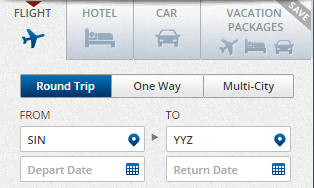 FLIGHT HOTEL CAR VACATION PACKAGES SAVE
Round Trip One Way Multi-City
FROM TO
SIN YYZ
Depart Date Return Date